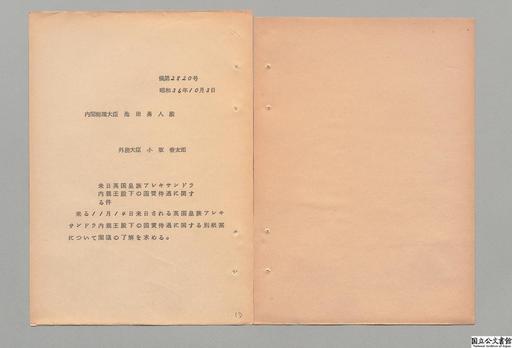 儀第2820号
昭和36年10月3日
内閣総理大臣 池田勇人殿
外務大臣 小坂善太郎
来日英国皇族アレキサンドラ
内親王殿下の国賓待遇に関す
る件
来る11月14日来日される英国皇族アレキ
サンドラ内親王殿下の国賓待遇に関する別紙案
について閣議の了解を求める。
13
国立公文書館
National Archives of Japan